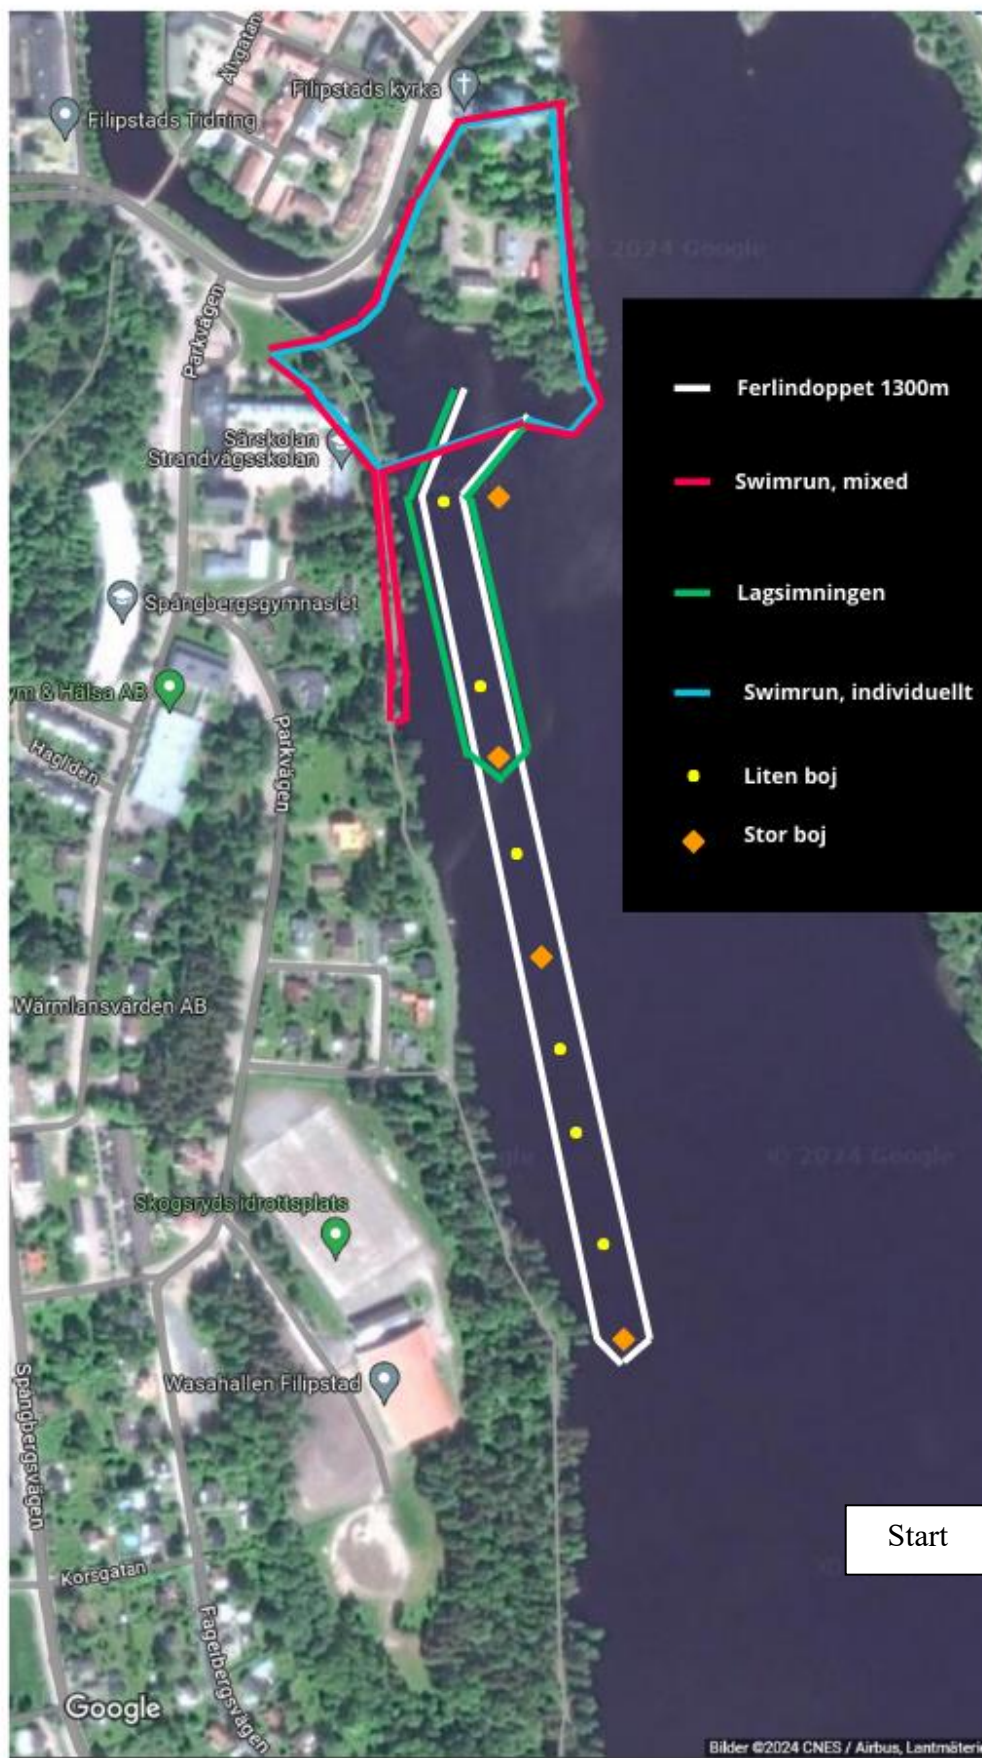 Älvgatan
Filipstads kyrka
Filipstads Tidning
© 2024 Google
Parkvägen
Ferlindoppet 1300m
Särskolan
Strandvägsskolan
Swimrun, mixed
Lagsimningen
Spångbergsgymnasiet
ym & Hälsa AB
Swimrun, individuellt
Hagliden
Parkvägen
Liten boj
Stor boj
Wärmlansvärden AB
© 2024 Google
Skogsryds idrottsplats
Wasahallen Filipstad
Spångbergsvägen
Start
Korsgatan
Fagerbergsvägen
Google
Bilder ©2024 CNES / Airbus, Lantmäterie